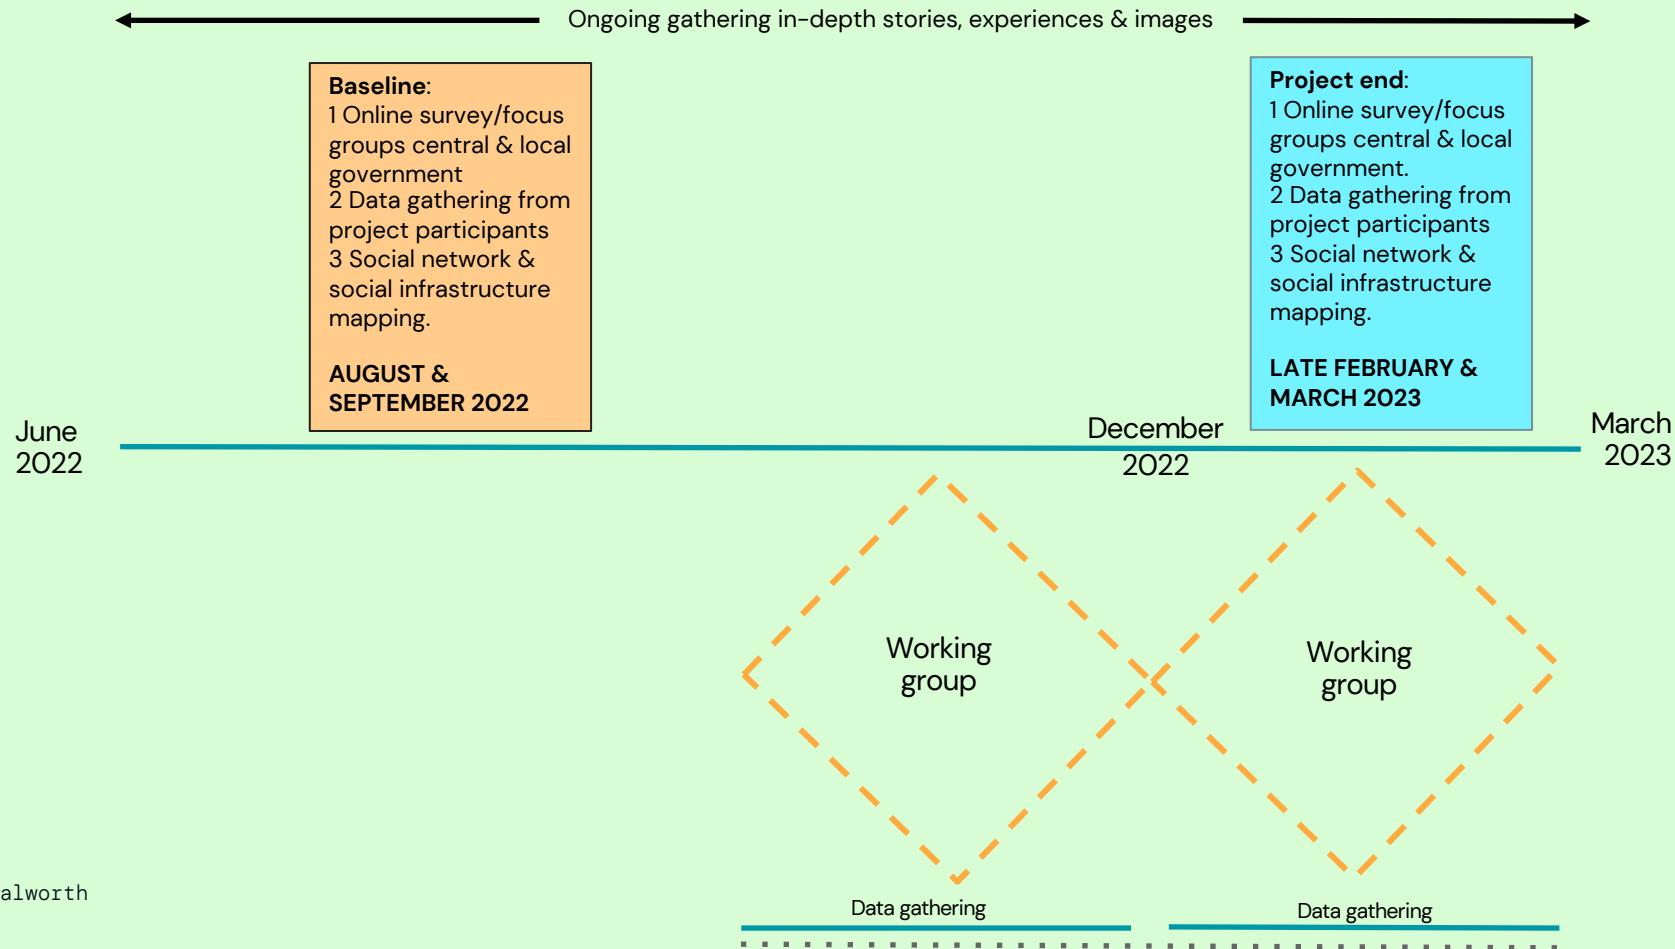 Ongoing gathering in-depth stories, experiences & images
Baseline:
1 Online survey/focus
groups central & local
government
2 Data gathering from
project participants
3 Social network &
social infrastructure
mapping.
AUGUST &
SEPTEMBER 2022
Project end:
1 Online survey/focus
groups central & local
government.
2 Data gathering from
project participants
3 Social network &
social infrastructure
mapping.
LATE FEBRUARY &
MARCH 2023
June
2022
December
2022
March
2023
Working
group
Working
group
alworth
Data gathering
Data gathering